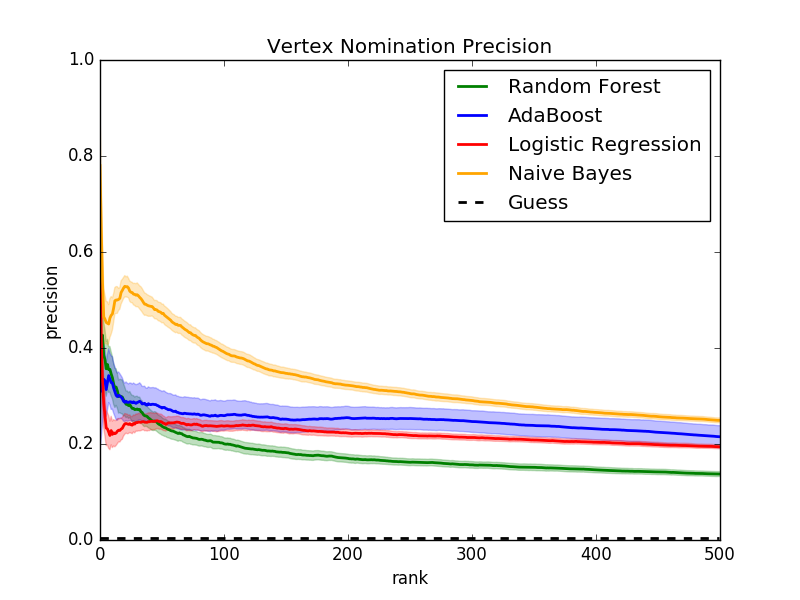 Vertex Nomination Precision
1.0
0.8
0.6
0.4
0.2
0.0
precision
Random Forest
AdaBoost
Logistic Regression
Naive Bayes
Guess
0 100 200 300 400 500
rank